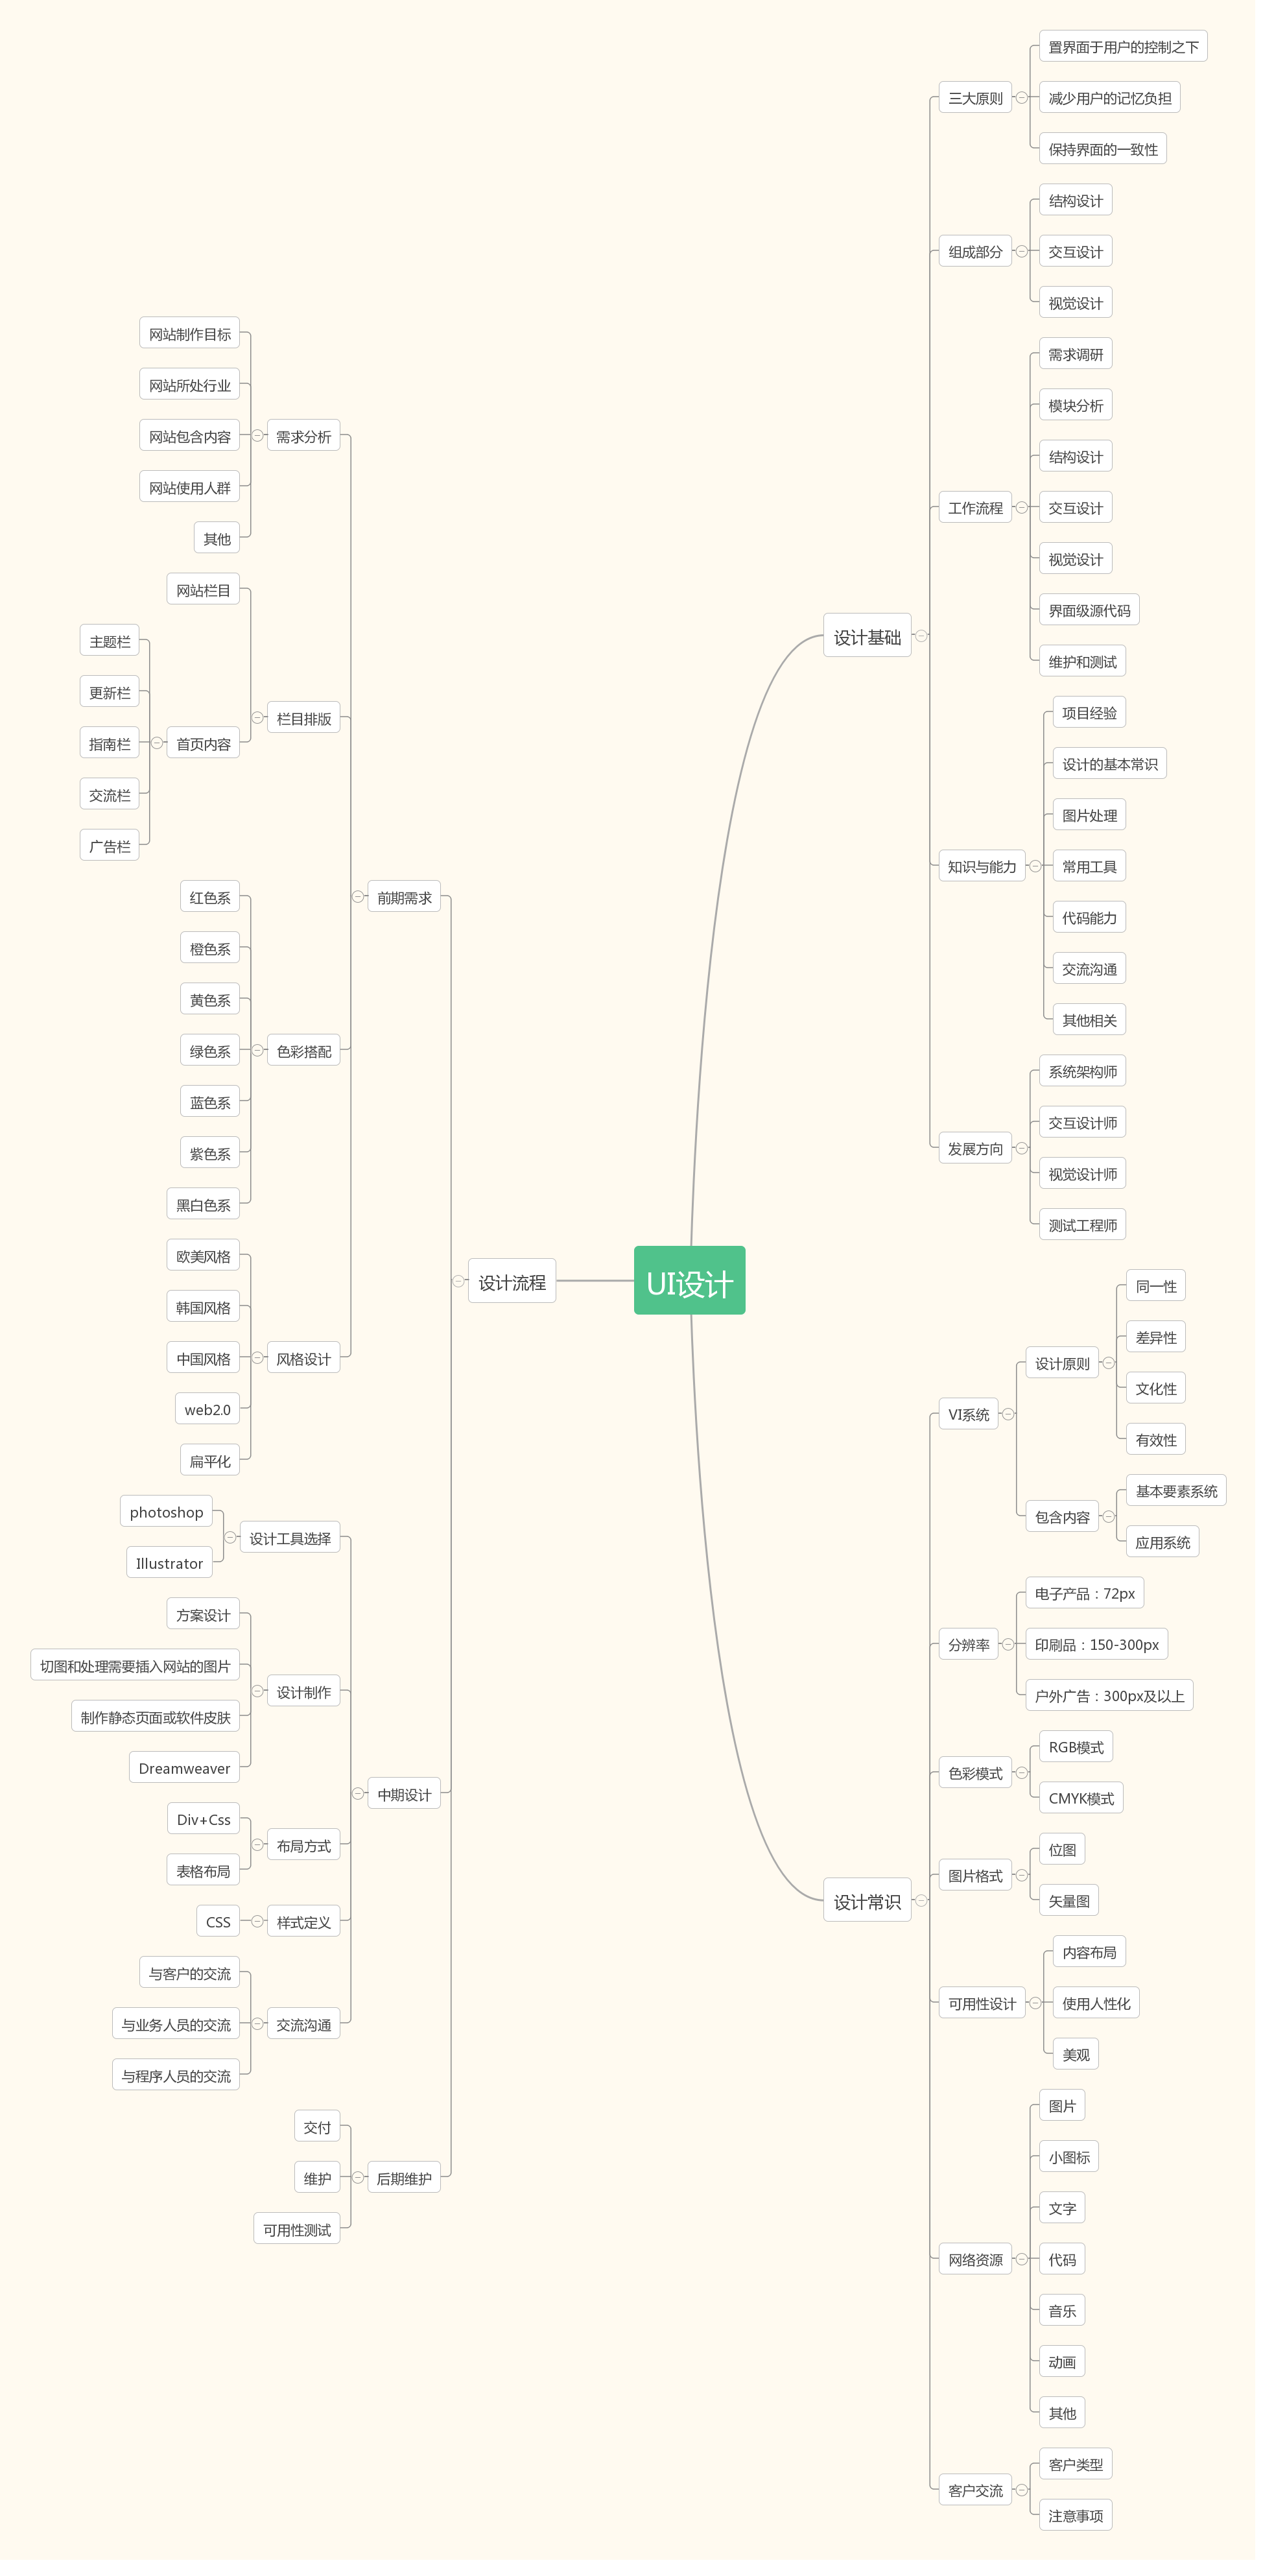 UI设计
设计基础
三大原则
置界面于用户的控制之下
减少用户的记忆负担
保持界面的一致性
组成部分
结构设计
交互设计
视觉设计
工作流程
需求调研
模块分析
结构设计
交互设计
视觉设计
界面级源代码
维护和测试
知识与能力
项目经验
设计的基本常识
图片处理
常用工具
代码能力
交流沟通
其他相关
发展方向
系统架构师
交互设计师
视觉设计师
测试工程师
设计常识
VI系统
设计原则
同一性
差异性
文化性
有效性
包含内容
基本要素系统
应用系统
分辨率
电子产品：72px
印刷品：150-300px
户外广告：300px及以上
色彩模式
RGB模式
CMYK模式
图片格式
位图
矢量图
可用性设计
内容布局
使用人性化
美观
网络资源
图片
小图标
文字
代码
音乐
动画
其他
客户交流
客户类型
注意事项
设计流程
前期需求
需求分析
网站制作目标
网站所处行业
网站包含内容
网站使用人群
其他
栏目排版
网站栏目
首页内容
主题栏
更新栏
指南栏
交流栏
广告栏
色彩搭配
红色系
橙色系
黄色系
绿色系
蓝色系
紫色系
黑白色系
风格设计
欧美风格
韩国风格
中国风格
web2.0
扁平化
中期设计
设计工具选择
photoshop
Illustrator
设计制作
方案设计
切图和处理需要插入网站的图片
制作静态页面或软件皮肤
Dreamweaver
布局方式
Div+Css
表格布局
样式定义
CSS
交流沟通
与客户的交流
与业务人员的交流
与程序人员的交流
后期维护
交付
维护
可用性测试